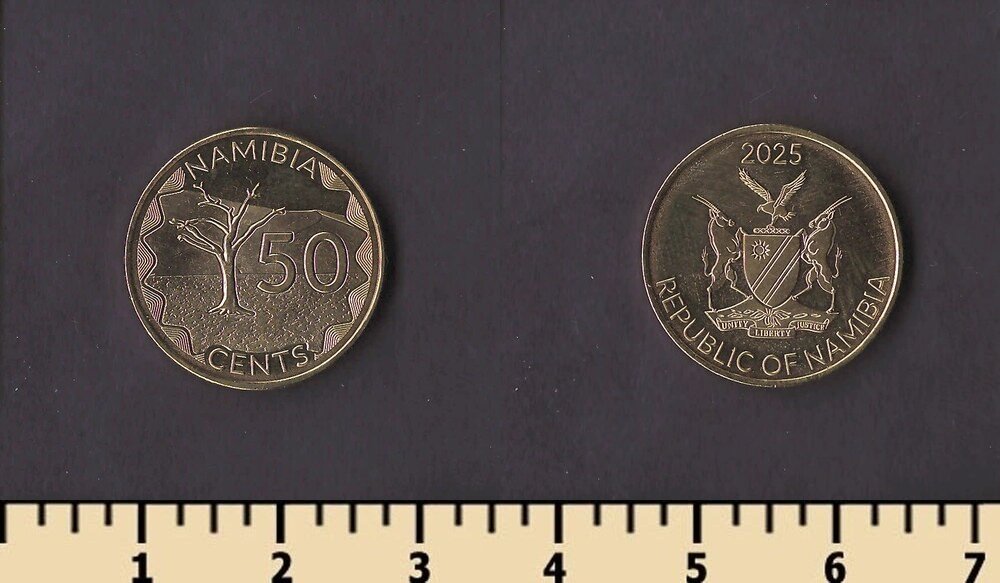 NAMIBIA
50
CENTS
2025
UNITY LIBERTY JUSTICE
REPUBLIC OF NAMIBIA
1 2 3 4 5 6 7